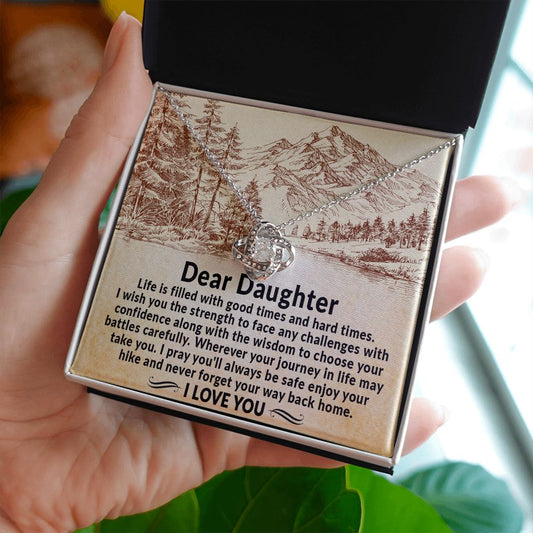 Dear Daughter
Life is filled with good times and hard times.
I wish you the strength to face any challenges with
confidence along with the wisdom to choose your
battles carefully. Wherever your journey in life may
take you. I pray you'll always be safe enjoy your
hike and never forget your way back home.
I LOVE YOU